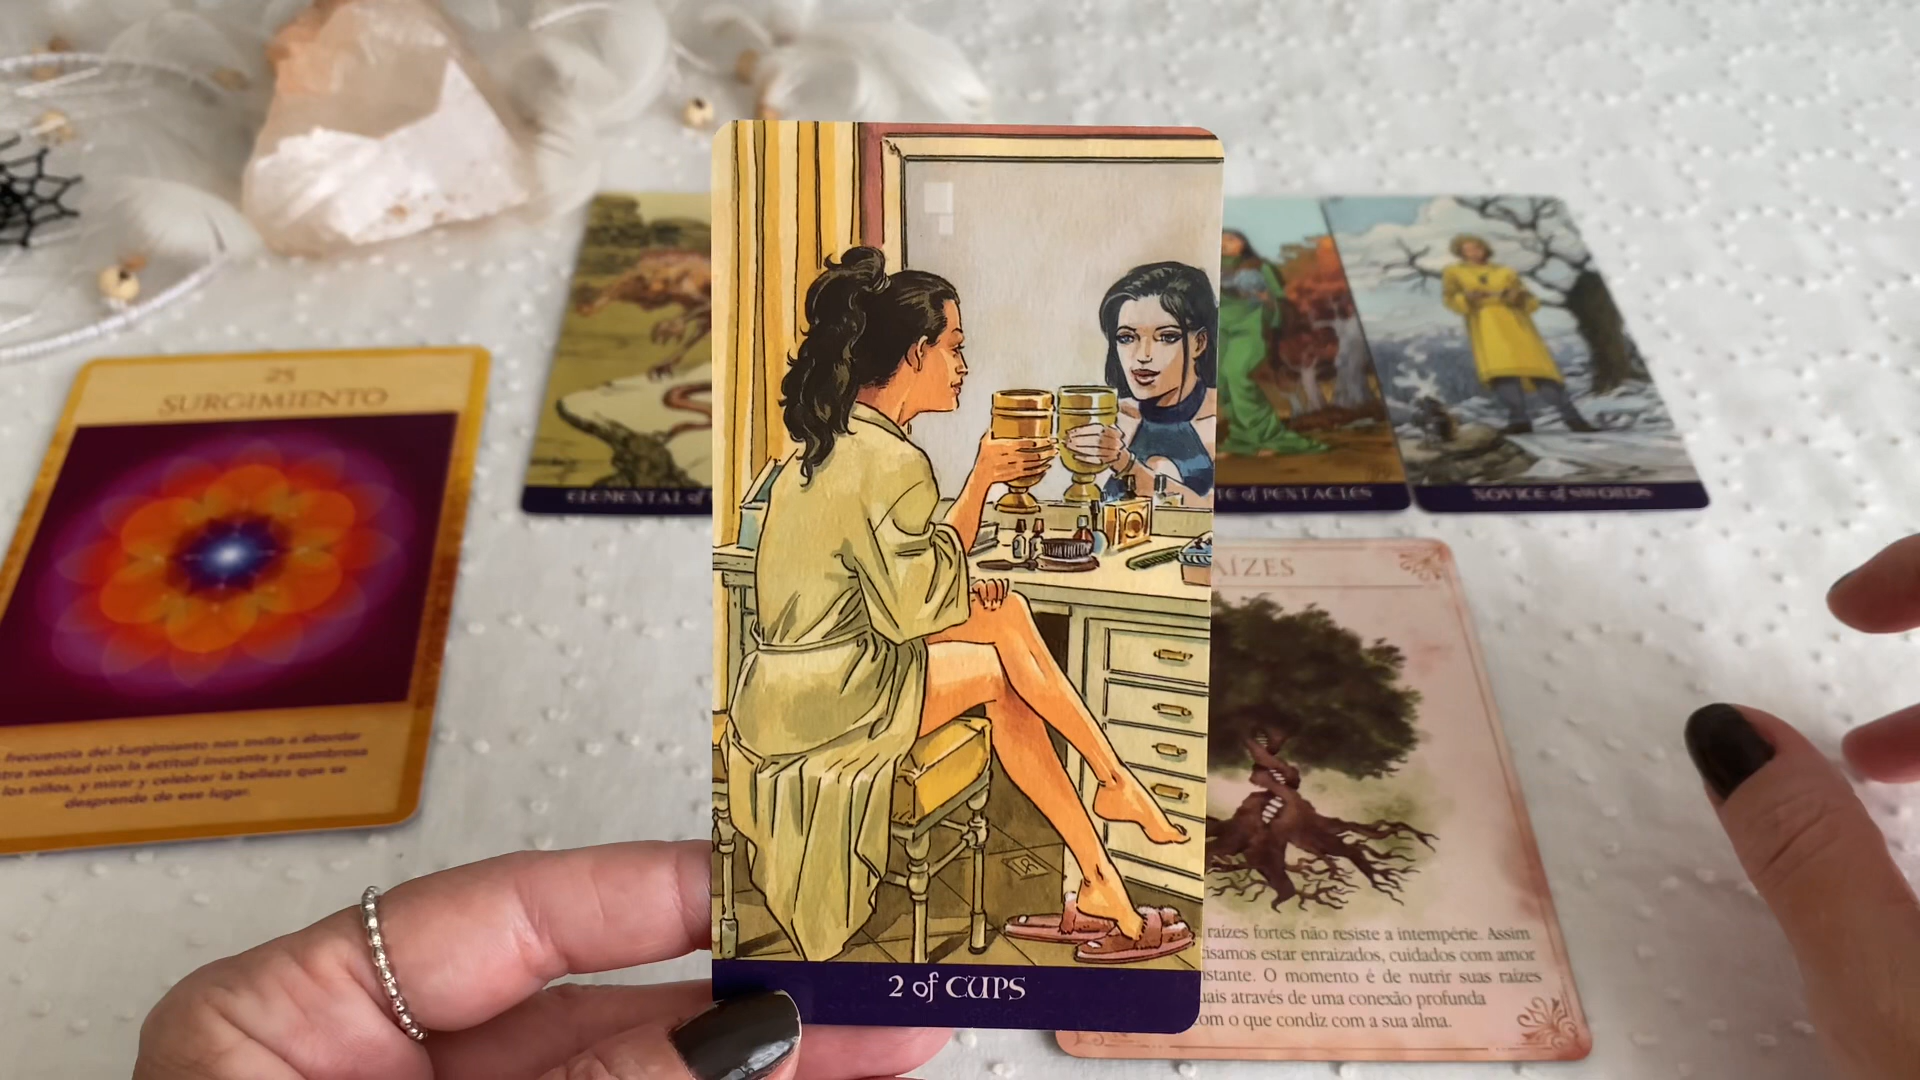 25
SURGIMIENTO
frecuencia del Surgimiento nos invita a abordar
tra realidad con la actitud inocente y asombrosa
los niños, y mirar y celebrar la belleza que se
desprende de ese lugar.
ELEMENTAL of
TE of PENTACLES
NOVICE of SWORDS
2 of CUPS
AÍZES
raízes fortes não resiste a intempérie. Assim
cisamos estar enraizados, cuidados com amor
nstante. O momento é de nutrir suas raízes
uais através de uma conexão profunda
com o que condiz com a sua alma.